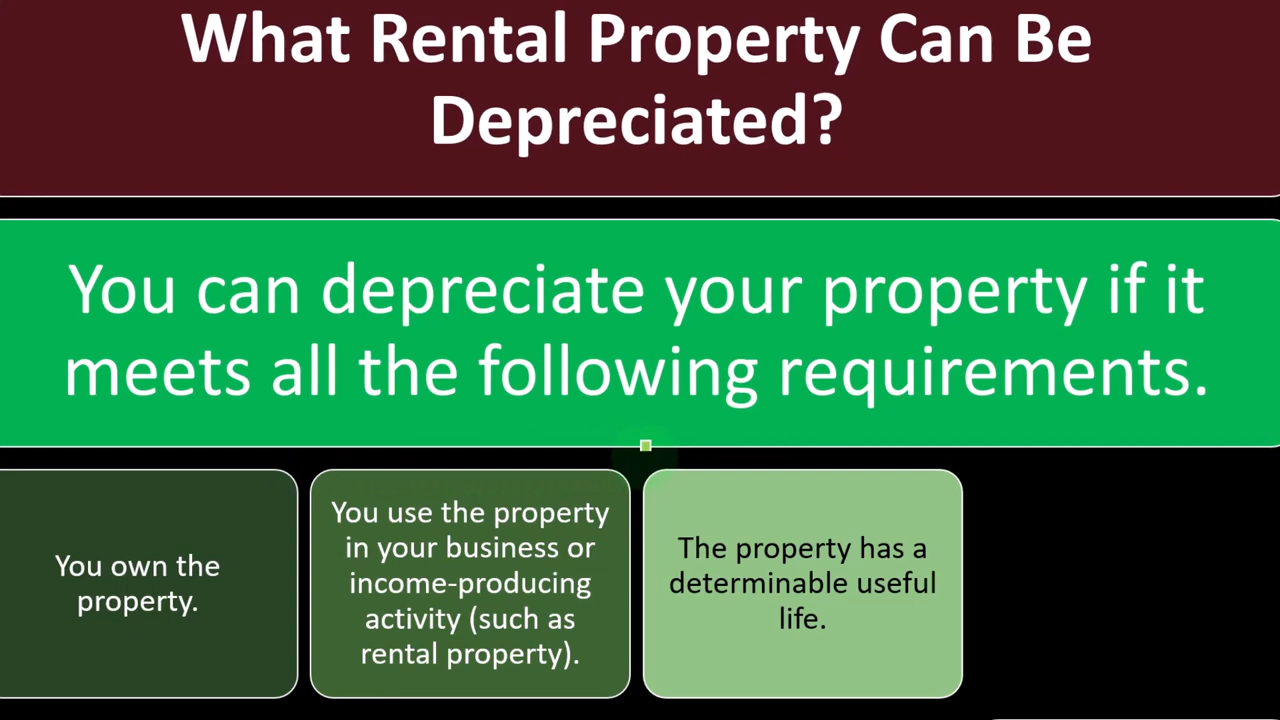 What Rental Property Can Be
Depreciated?
You can depreciate your property if it
meets all the following requirements.
You own the
property.
You use the property
in your business or
income-producing
activity (such as
rental property).
The property has a
determinable useful
life.